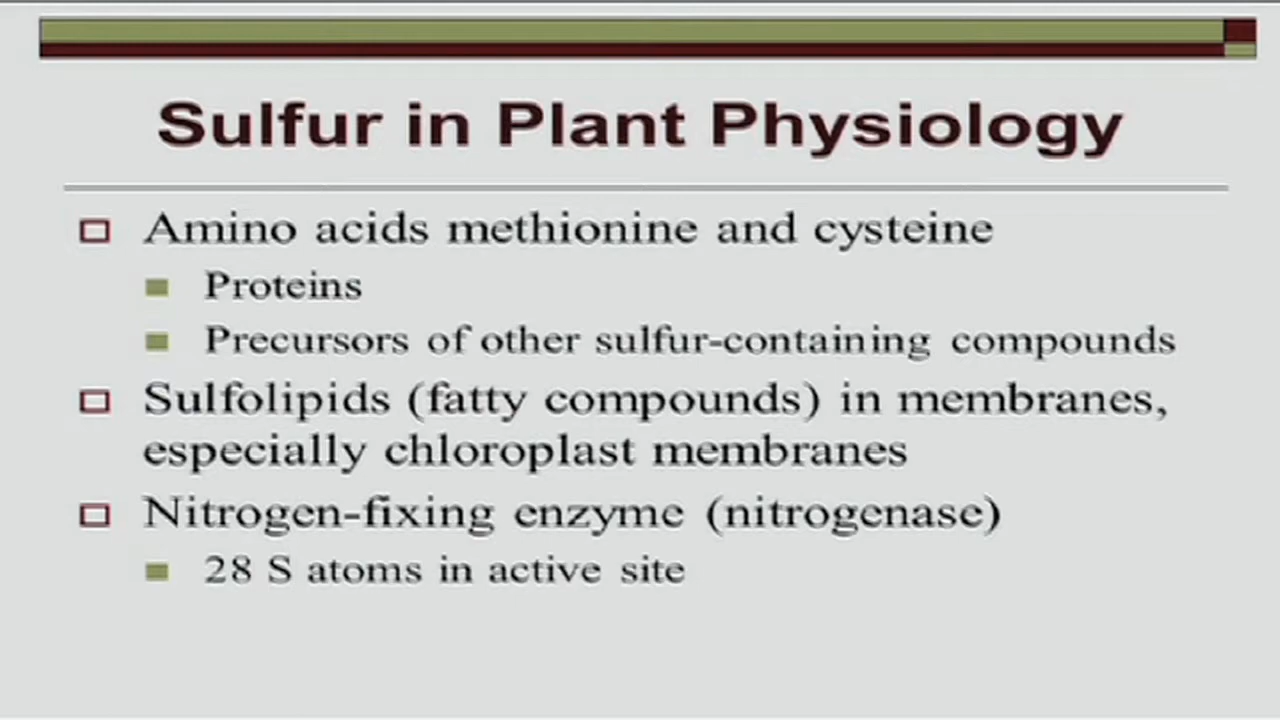 Sulfur in Plant Physiology
Amino acids methionine and cysteine
Proteins
Precursors of other sulfur-containing compounds
Sulfolipids (fatty compounds) in membranes,
especially chloroplast membranes
Nitrogen-fixing enzyme (nitrogenase)
28 S atoms in active site